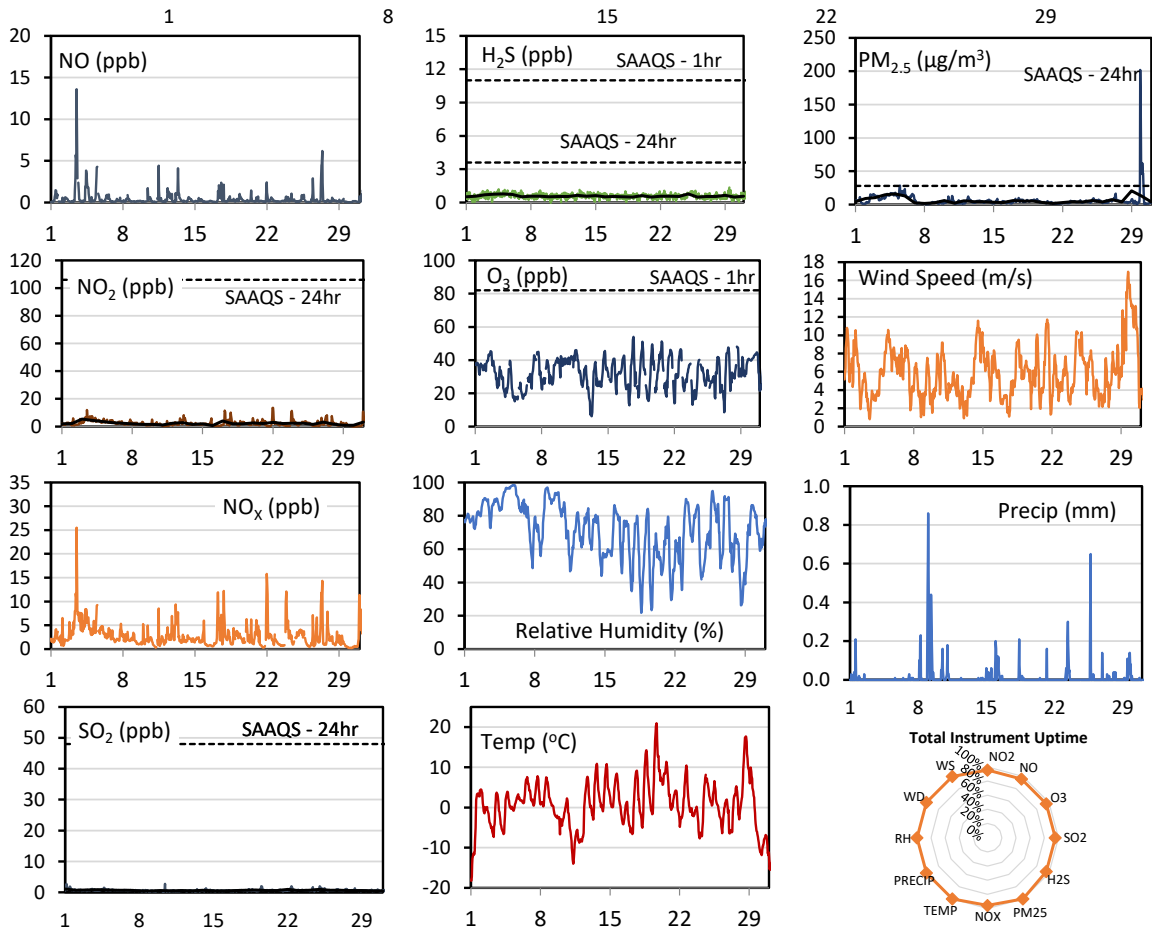 1 8 15 22 29
20
15
10
5
0
NO (ppb)
1 8 15 22 29
15
12
9
6
3
0
H₂S (ppb)
SAAQS - 1hr
SAAQS - 24hr
1 8 15 22 29
250
200
150
100
50
0
PM₂.₅ (µg/m³)
SAAQS - 24hr
1 8 15 22 29
120
100
80
60
40
20
0
NO₂ (ppb)
SAAQS - 24hr
1 8 15 22 29
100
80
60
40
20
0
O₃ (ppb)
SAAQS - 1hr
1 8 15 22 29
18
16
14
12
10
8
6
4
2
0
Wind Speed (m/s)
1 8 15 22 29
35
30
25
20
15
10
5
0
NOX (ppb)
1 8 15 22 29
100
80
60
40
20
0
Relative Humidity (%)
1 8 15 22 29
1.0
0.8
0.6
0.4
0.2
0.0
Precip (mm)
1 8 15 22 29
60
50
40
30
20
10
0
SO₂ (ppb)
SAAQS - 24hr
1 8 15 22 29
20
10
0
-10
-20
Temp (ºC)
1 8 15 22 29
Total Instrument Uptime
100%
80%
60%
40%
20%
0%
NO2
NO
O3
SO2
H2S
PM25
NOX
TEMP
PRECIP
RH
WD
WS